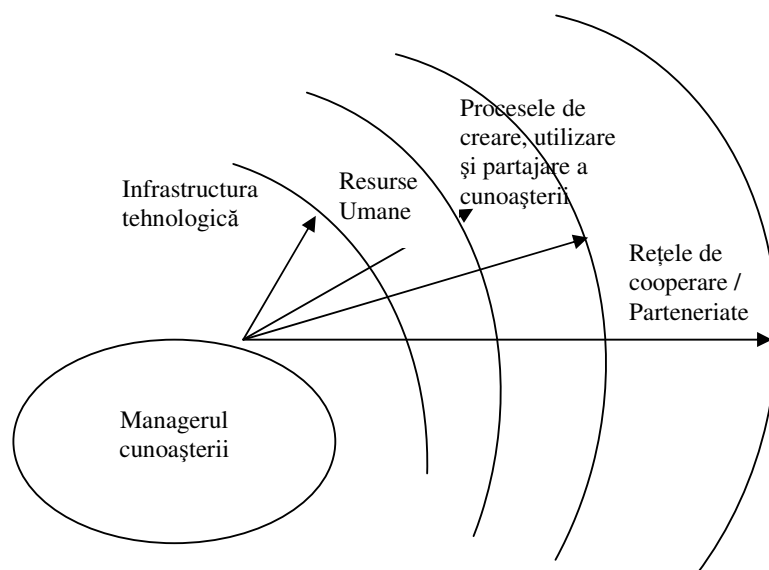 Infrastructura
tehnologică
Resurse
Umane
Procesele de
creare, utilizare
şi partajare a
cunoaşterii
Reţele de
cooperare /
Parteneriate
Managerul
cunoaşterii